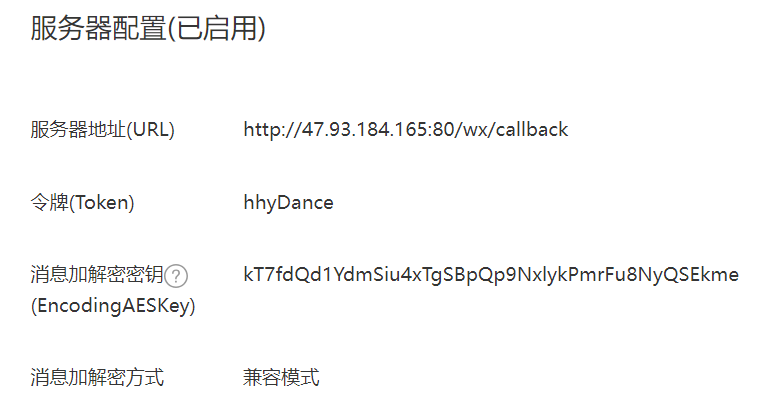 服务器配置(已启用)
服务器地址(URL) http://47.93.184.165:80/wx/callback
令牌(Token) hhyDance
消息加解密密钥? kT7fdQd1YdmSiu4xTgSBpQp9NxlykPmrFu8NyQSEkme
(EncodingAESKey)
消息加解密方式 兼容模式